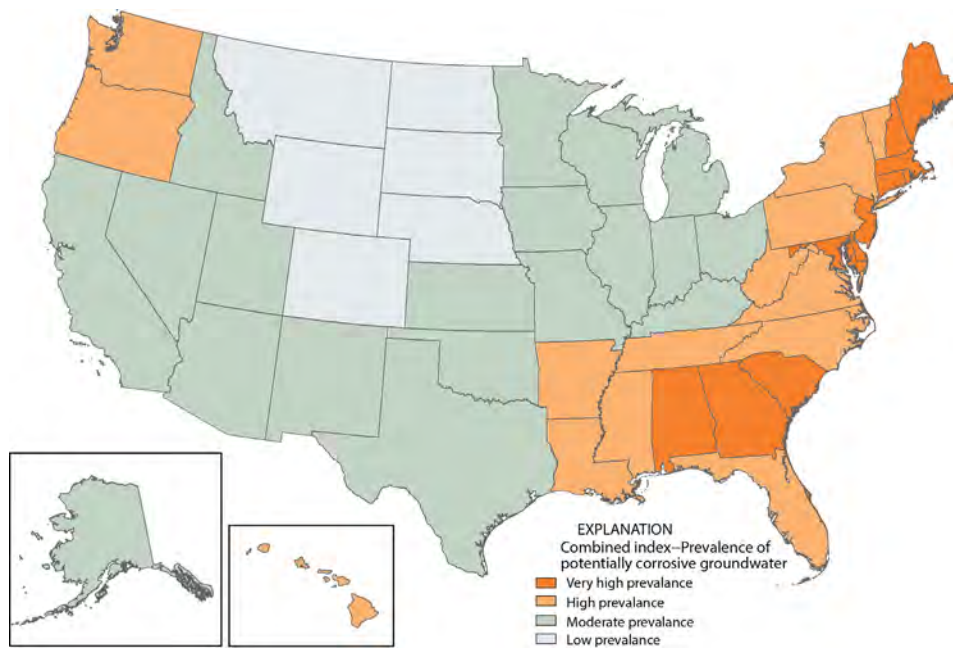 EXPLANATION
Combined index—Prevalence of
potentially corrosive groundwater
Very high prevalance
High prevalance
Moderate prevalance
Low prevalance